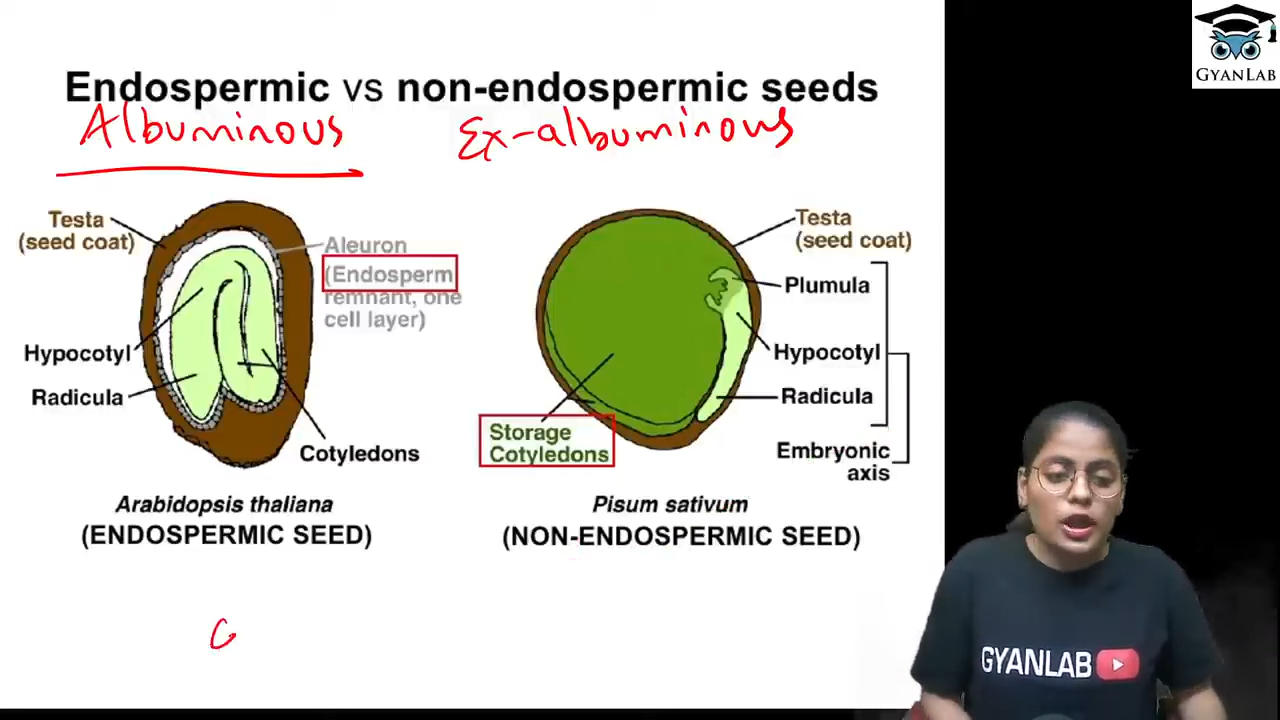 GYANLAB
Endospermic vs non-endospermic seeds
Albuminous
Ex-albuminous
Testa
(seed coat)
Aleuron
(Endosperm
remnant, one
cell layer)
Hypocotyl
Radicula
Cotyledons
Arabidopsis thaliana
(ENDOSPERMIC SEED)
Testa
(seed coat)
Plumula
Hypocotyl
Radicula
Embryonic
axis
Storage
Cotyledons
Pisum sativum
(NON-ENDOSPERMIC SEED)
GYANLAB